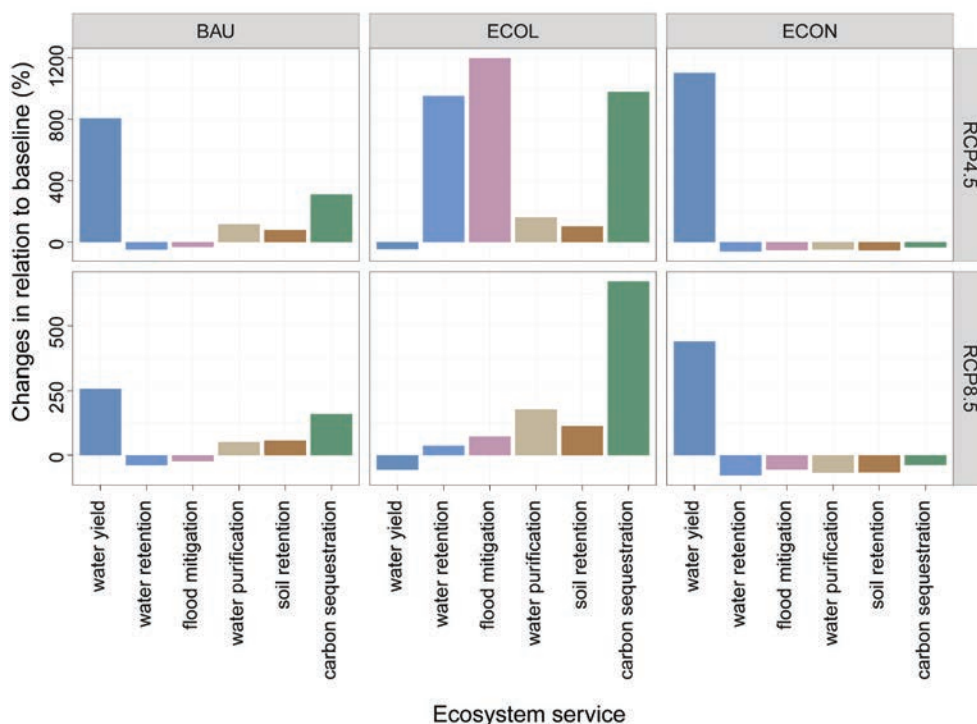 BAU ECOL ECON
Changes in relation to baseline (%)
1200
800
400
0
RCP4.5
500
250
0
RCP8.5
water yield
water retention
flood mitigation
water purification
soil retention
carbon sequestration
water yield
water retention
flood mitigation
water purification
soil retention
carbon sequestration
water yield
water retention
flood mitigation
water purification
soil retention
carbon sequestration
Ecosystem service